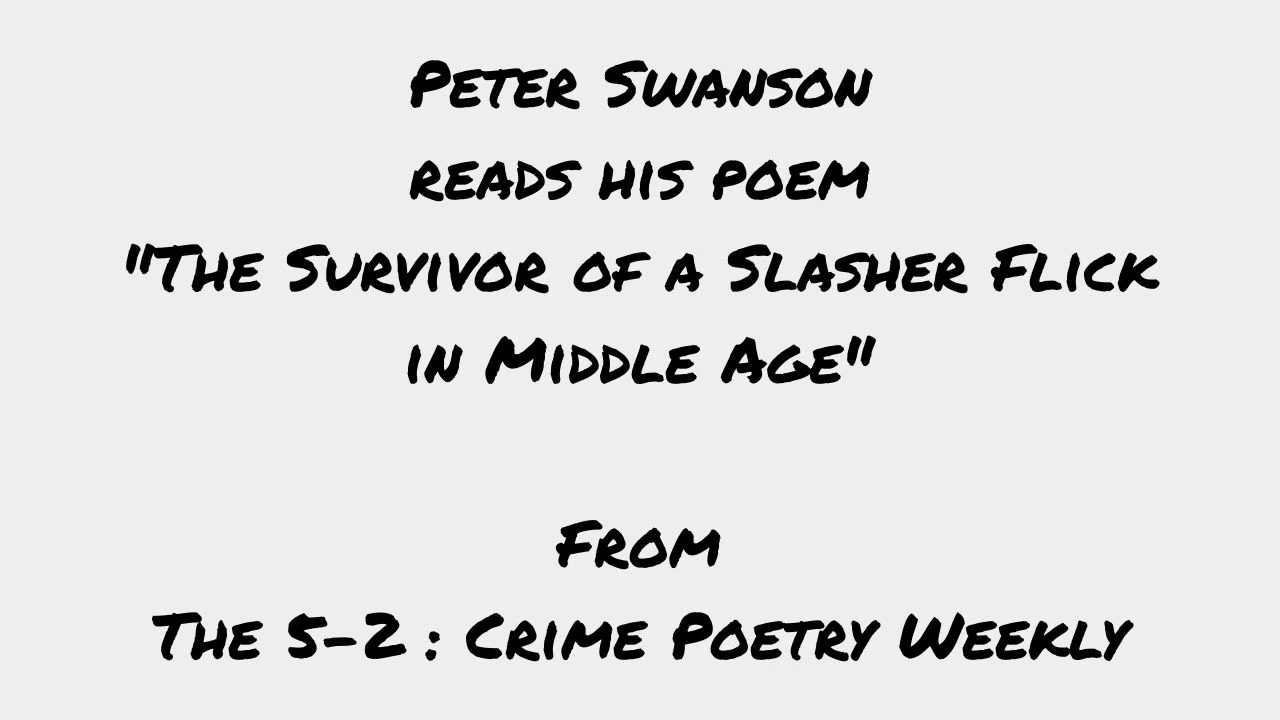 Peter Swanson
reads his poem
"The Survivor of a Slasher Flick
in Middle Age"
From
The 5-2 : Crime Poetry Weekly